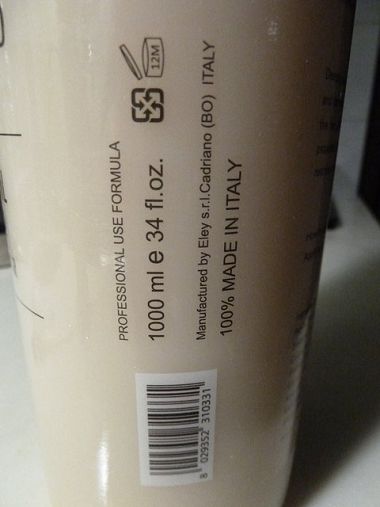 12M
PROFESSIONAL USE FORMULA
1000 ml e 34 fl.oz.
Manufactured by Eley s.r.l.Cadriano (BO) ITALY
100% MADE IN ITALY
8 029352 310331